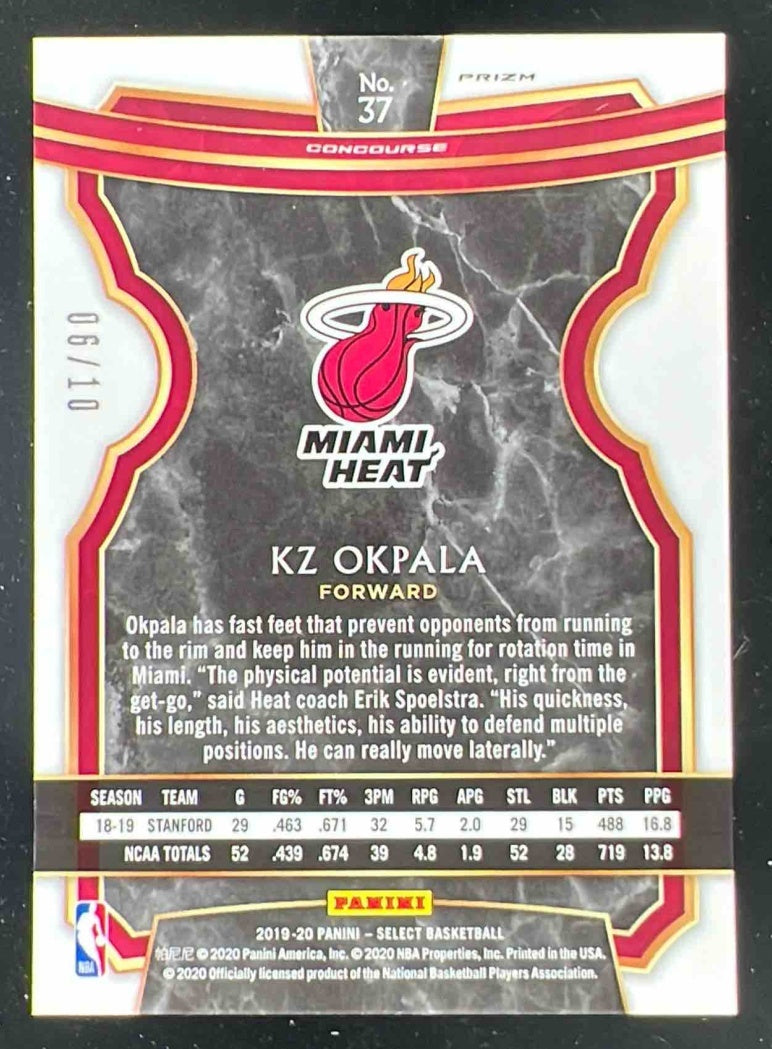 No.
37
PRIZM
CONCOURSE
06/10
MIAMI
HEAT
KZ OKPALA
FORWARD
Okpala has fast feet that prevent opponents from running
to the rim and keep him in the running for rotation time in
Miami. “The physical potential is evident, right from the
get-go,” said Heat coach Erik Spoelstra. “His quickness,
his length, his aesthetics, his ability to defend multiple
positions. He can really move laterally.”
SEASON TEAM G FG% FT% 3PM RPG APG STL BLK PTS PPG
18-19 STANFORD 29 .463 .671 32 5.7 2.0 29 15 488 16.8
NCAA TOTALS 52 .439 .674 39 4.8 1.9 52 28 719 13.8
PANINI
2019-20 PANINI – SELECT BASKETBALL
帕尼尼 © 2020 Panini America, Inc. © 2020 NBA Properties, Inc. Printed in the USA.
© 2020 Officially licensed product of the National Basketball Players Association.
NBA